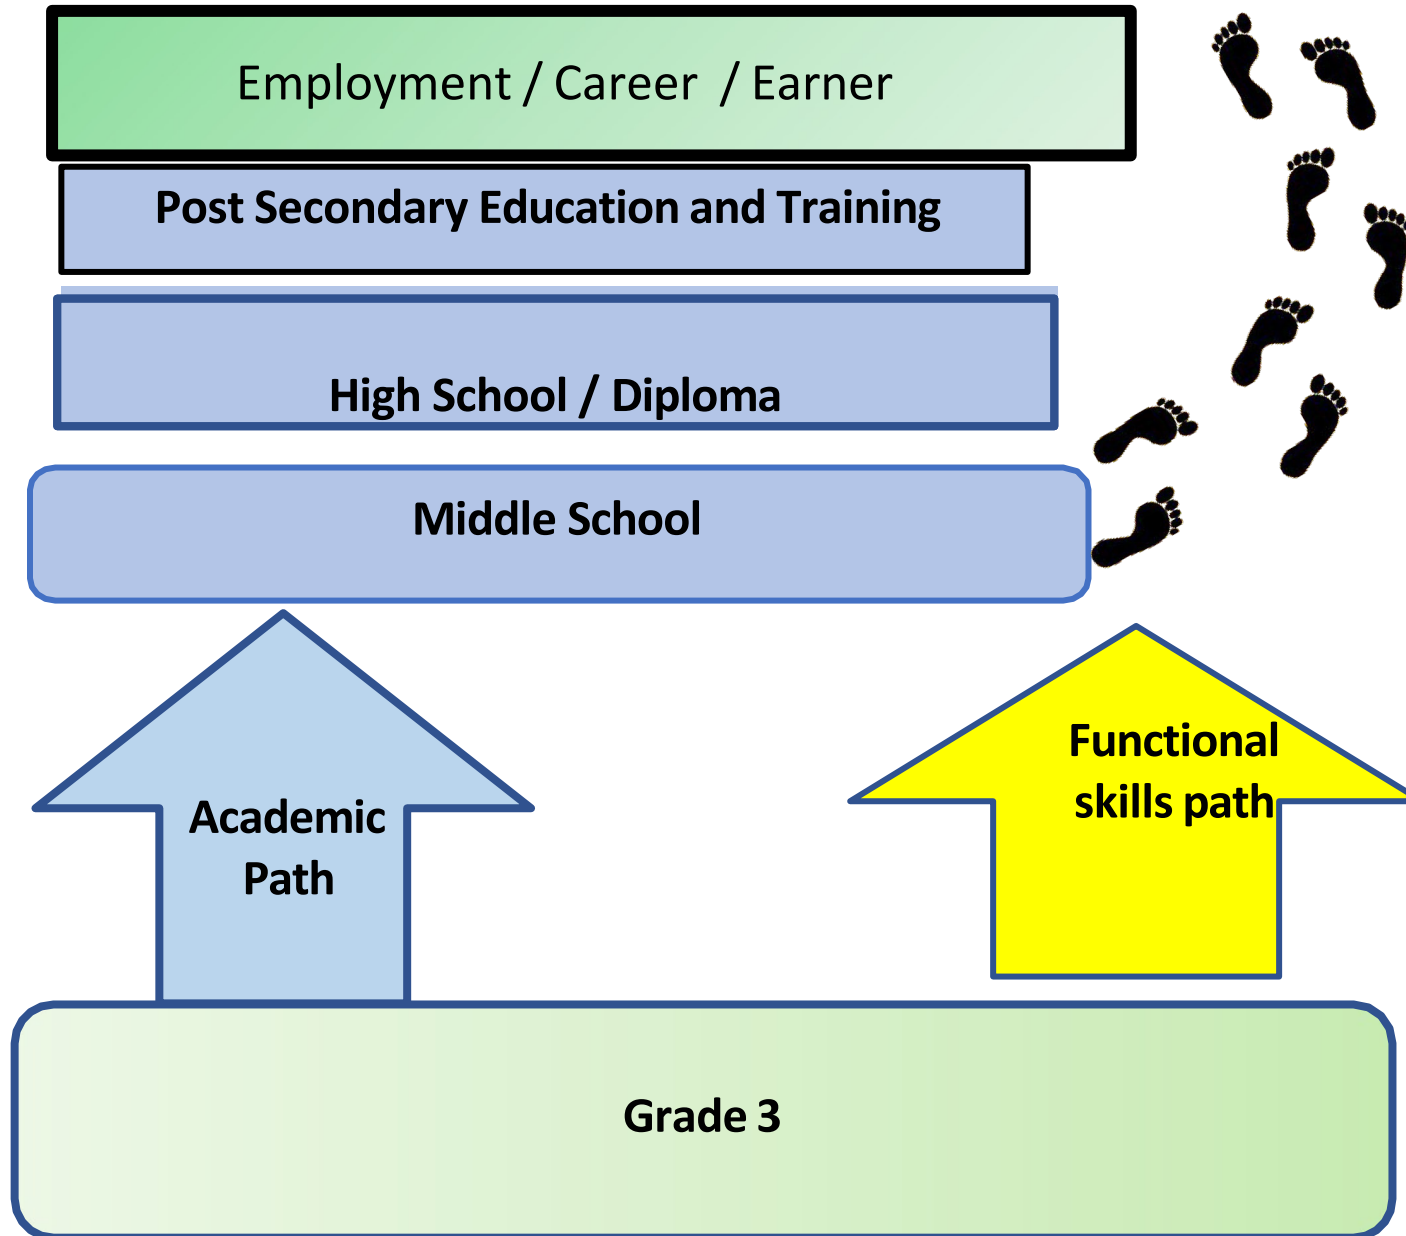 Employment / Career / Earner
Post Secondary Education and Training
High School / Diploma
Middle School
Functional
skills path
Academic
Path
Grade 3